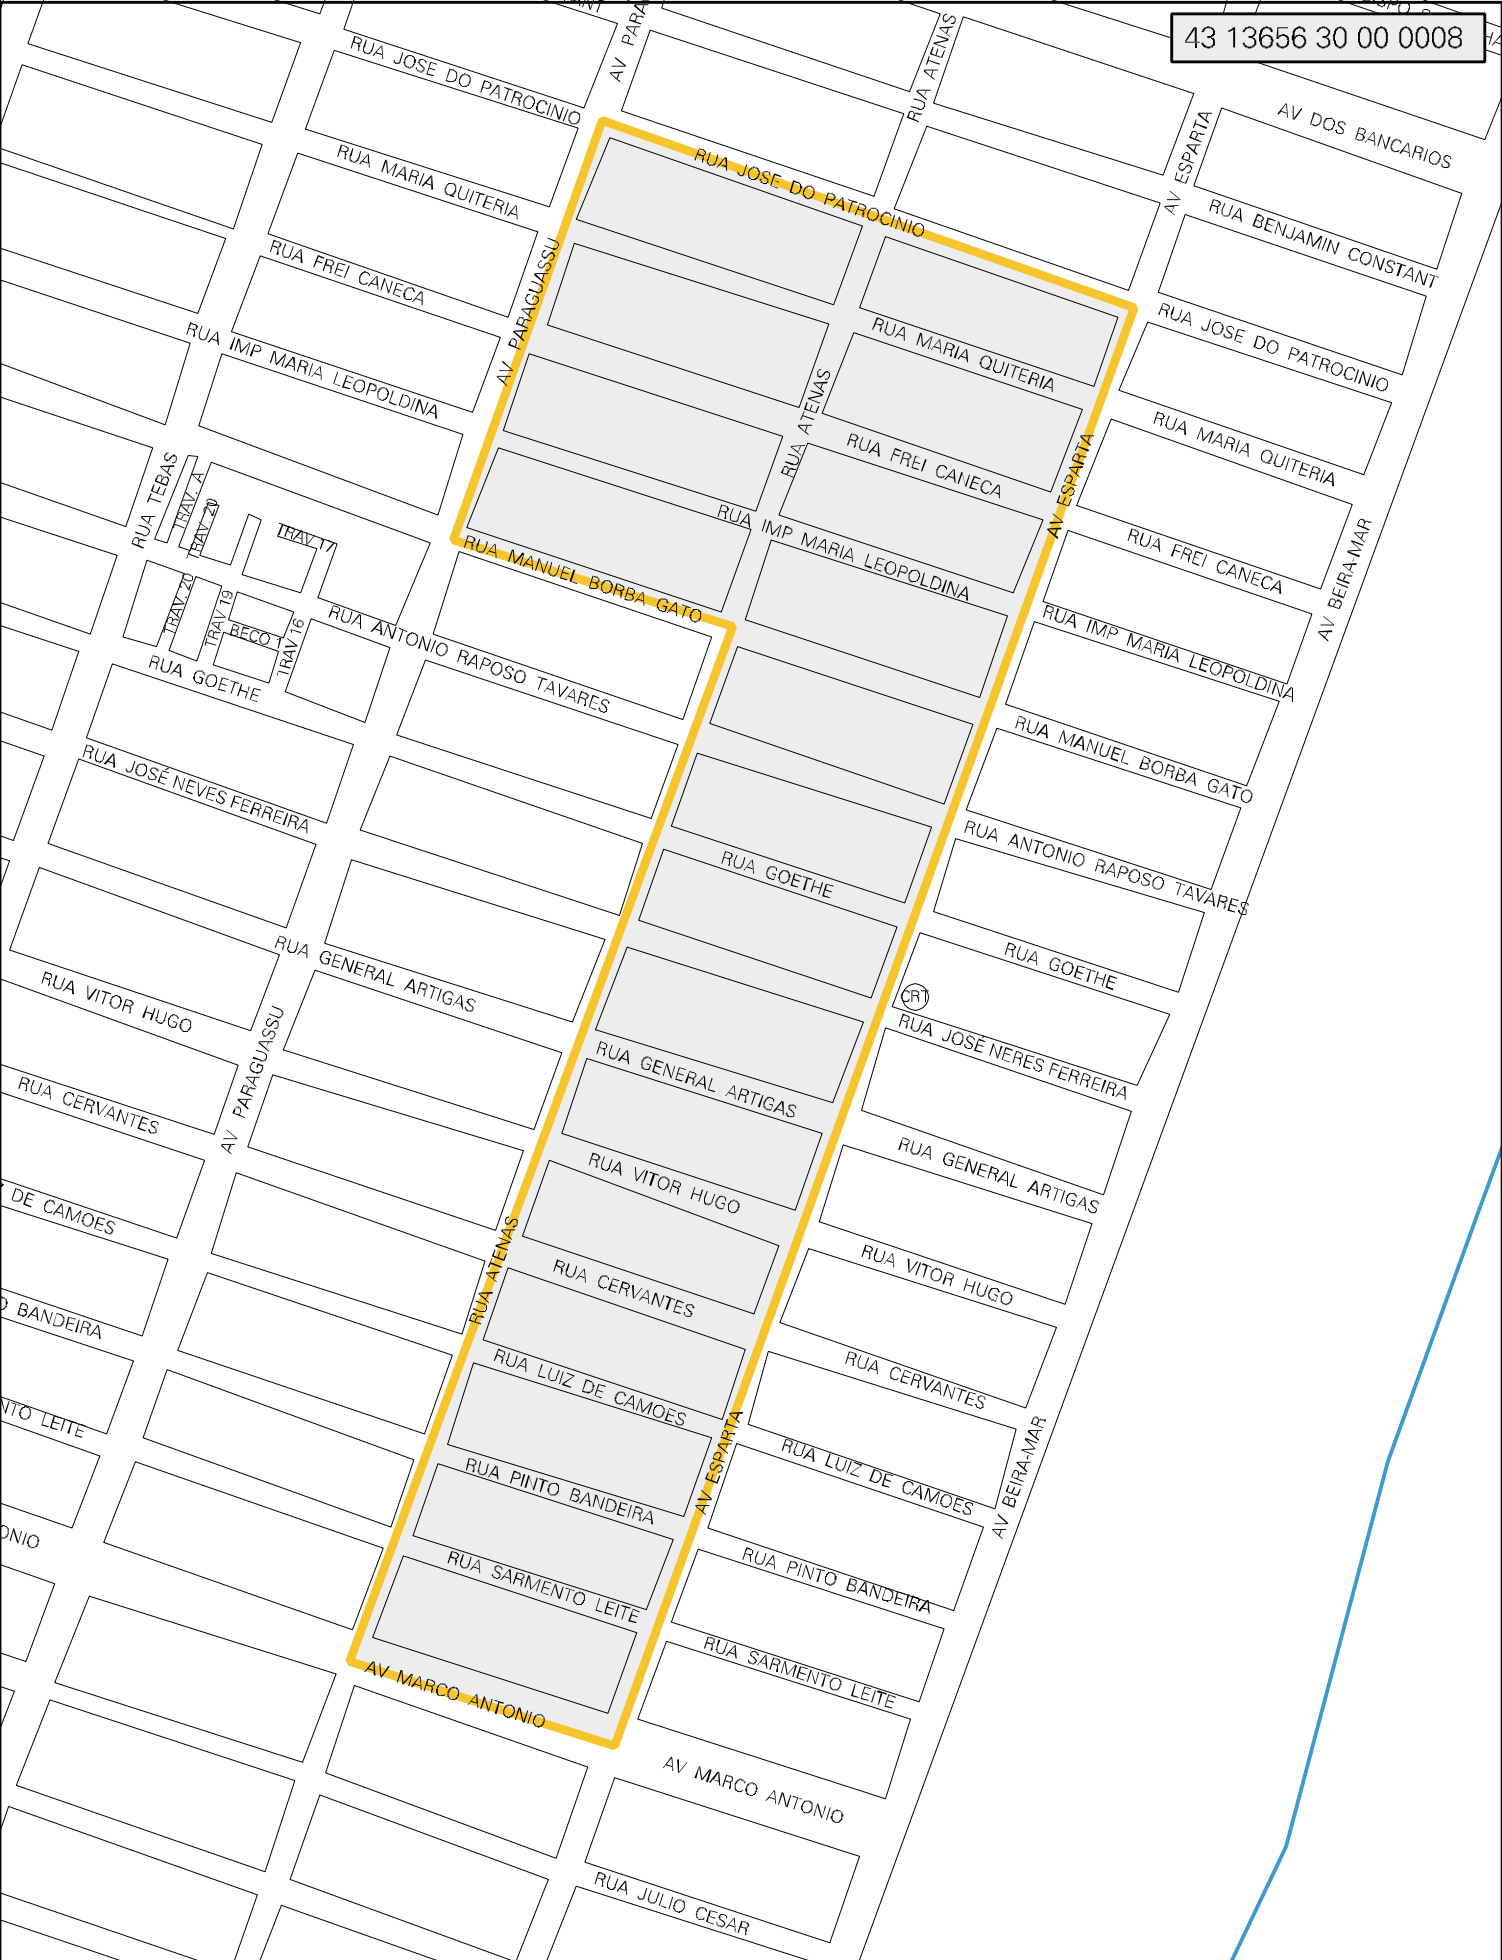 43 13656 30 00 0008
RUA JOSE DO PATROCINIO
AV DOS BANCARIOS
RUA ATENAS
AV ESPARTA
RUA MARIA QUITERIA
RUA JOSE DO PATROCINIO
RUA BENJAMIN CONSTANT
RUA FREI CANECA
AV PARAGUASSU
RUA IMP MARIA LEOPOLDINA
RUA MARIA QUITERIA
RUA JOSE DO PATROCINIO
RUA ATENAS
RUA FREI CANECA
AV ESPARTA
RUA MARIA QUITERIA
RUA TEBAS
TRAV. A
TRAV. 20
TRAV 17
RUA IMP MARIA LEOPOLDINA
RUA FREI CANECA
AV BEIRA-MAR
RUA MANUEL BORBA GATO
TRAV. 20
TRAV 19
BECO 1
TRAV 16
RUA ANTONIO RAPOSO TAVARES
RUA IMP MARIA LEOPOLDINA
RUA GOETHE
RUA MANUEL BORBA GATO
RUA JOSÉ NEVES FERREIRA
RUA GOETHE
RUA ANTONIO RAPOSO TAVARES
RUA GENERAL ARTIGAS
RUA GOETHE
RUA VITOR HUGO
CRT
RUA JOSÉ NERES FERREIRA
AV PARAGUASSU
RUA GENERAL ARTIGAS
RUA CERVANTES
RUA VITOR HUGO
RUA GENERAL ARTIGAS
DE CAMOES
RUA ATENAS
RUA CERVANTES
RUA VITOR HUGO
BANDEIRA
RUA LUIZ DE CAMOES
RUA CERVANTES
NTO LEITE
AV ESPARTA
RUA PINTO BANDEIRA
RUA LUIZ DE CAMOES
AV BEIRA-MAR
ONIO
RUA SARMENTO LEITE
RUA PINTO BANDEIRA
RUA SARMENTO LEITE
AV MARCO ANTONIO
AV MARCO ANTONIO
RUA JULIO CESAR